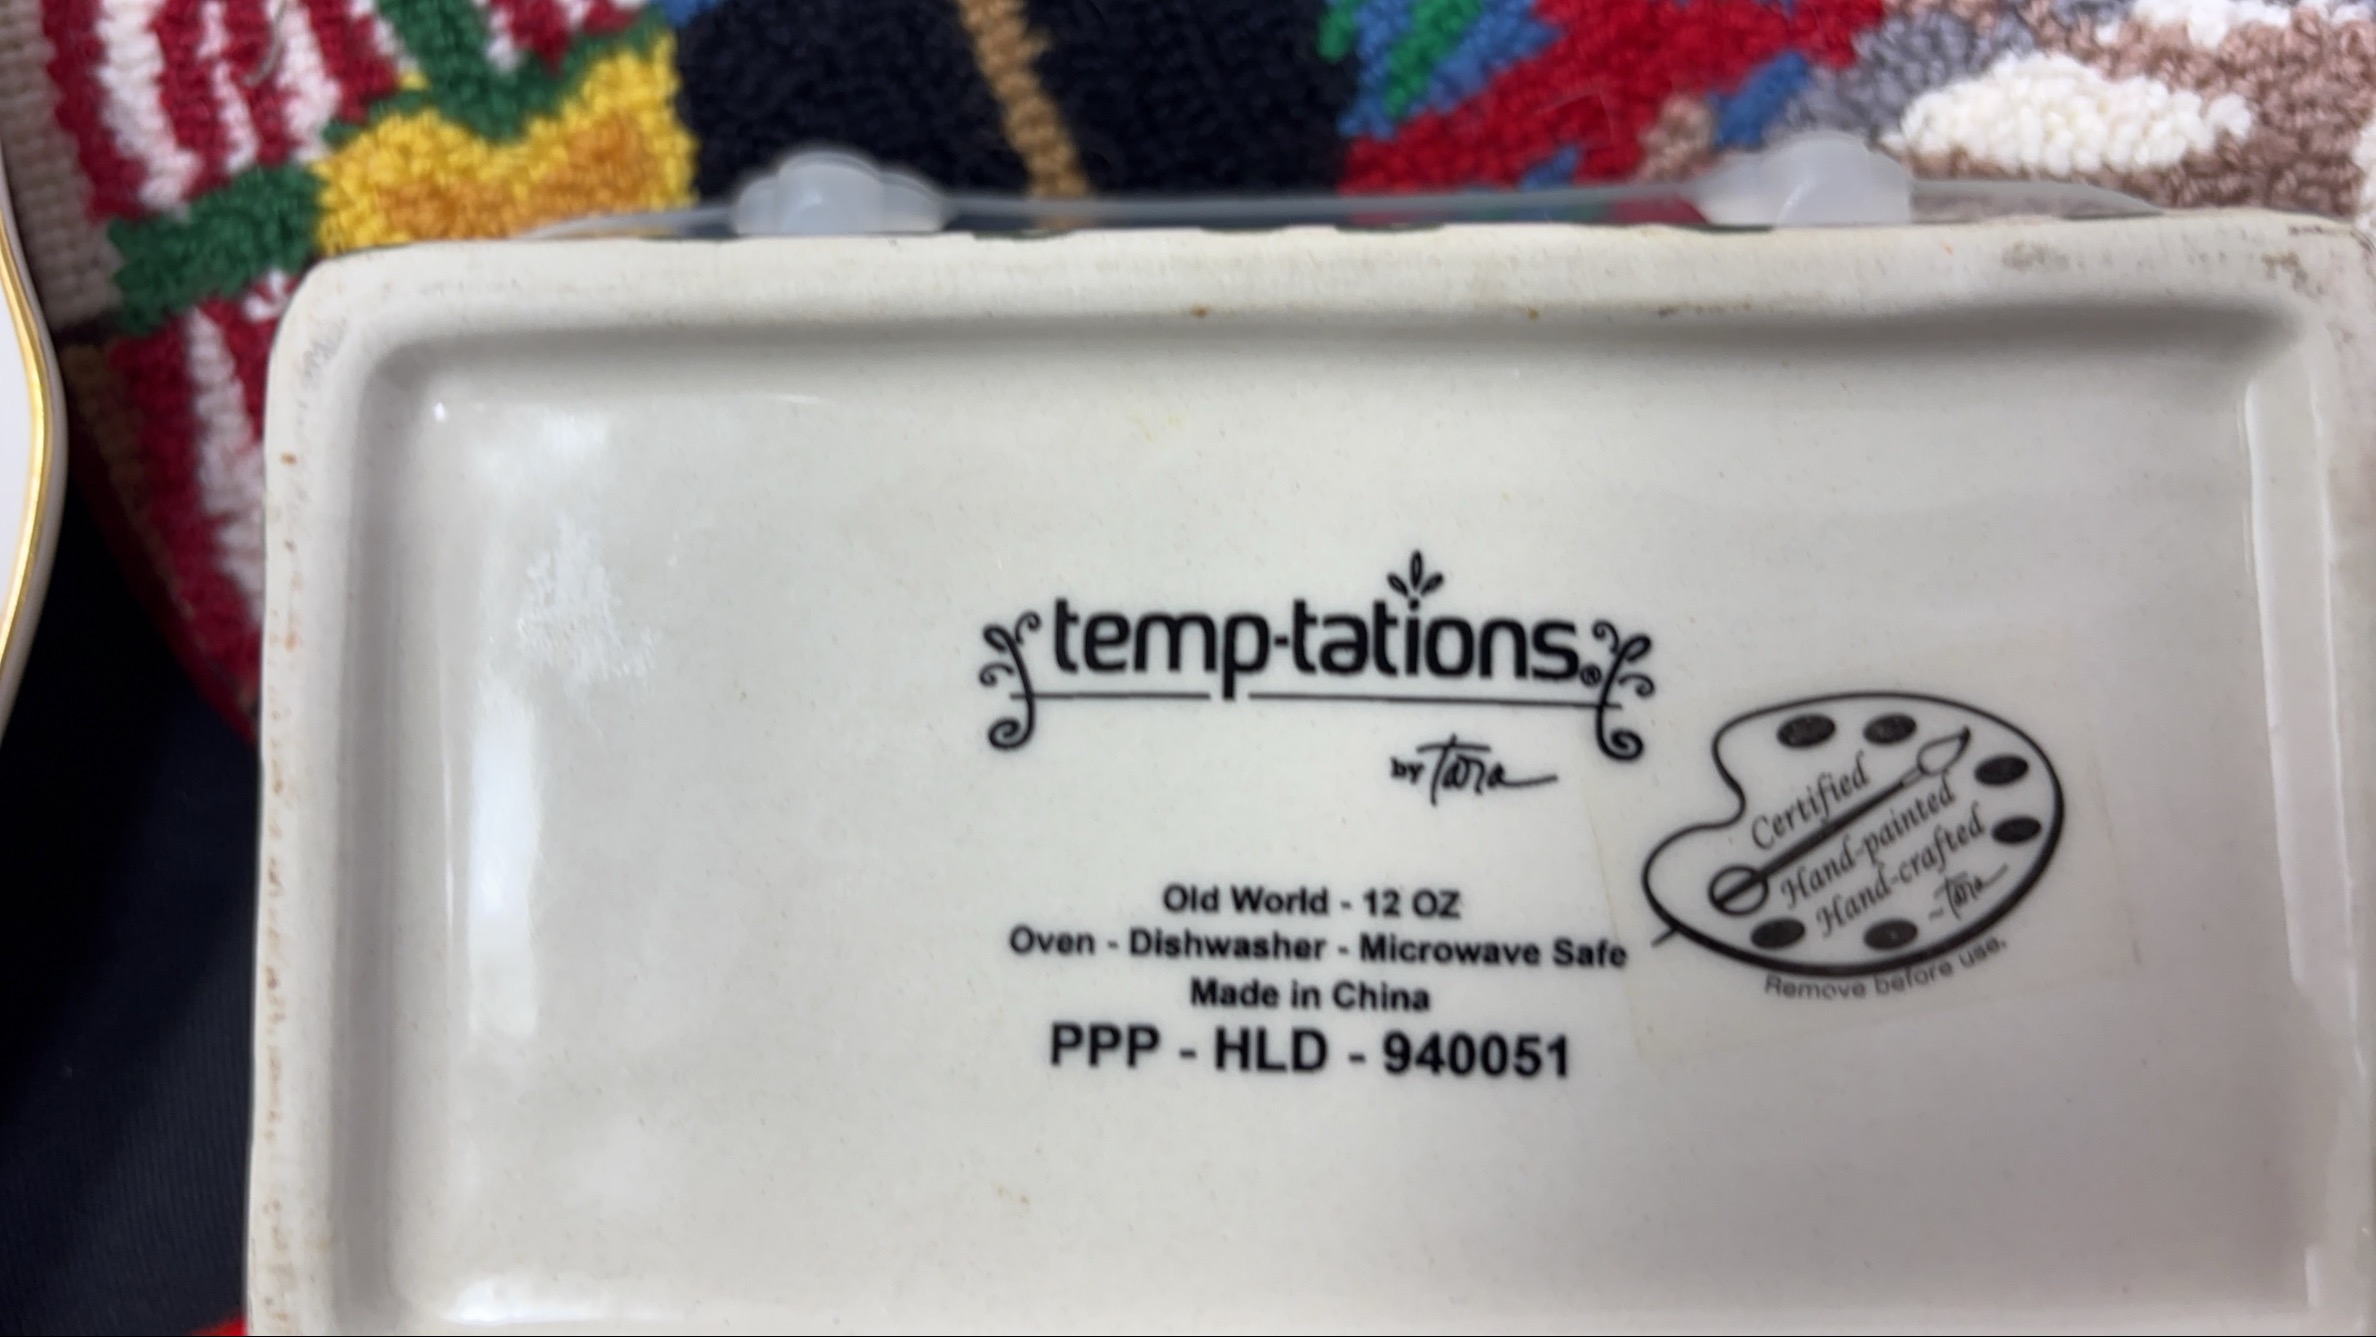 temp-tations®
by Tara
Old World - 12 OZ
Oven - Dishwasher - Microwave Safe
Made in China
PPP - HLD - 940051
Certified
Hand-painted
Hand-crafted
~Tara
Remove before use.